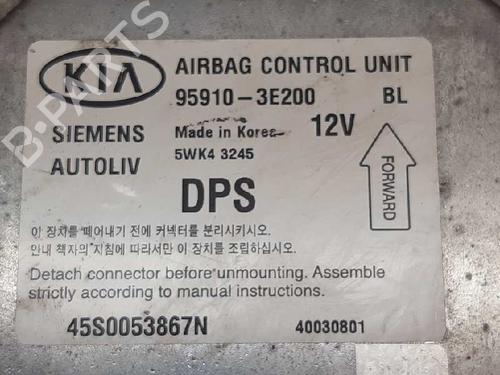 KIA
AIRBAG CONTROL UNIT
95910-3E200 BL
SIEMENS
AUTOLIV
Made in Korea
12V
5WK4 3245
DPS
FORWARD
이 장치를 떼어내기 전에 커넥터를 분리시키시오.
안내 책자의 지침에 따라서만 이 장치를 조립하십시오.
Detach connector before unmounting. Assemble
strictly according to manual instructions.
45S0053867N 40030801
B-PARTS